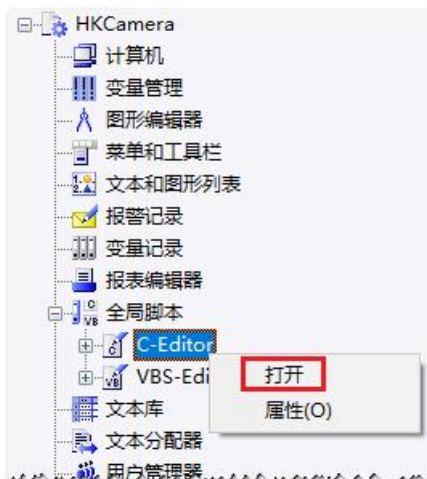 HKCamera
计算机
变量管理
图形编辑器
菜单和工具栏
文本和图形列表
报警记录
变量记录
报表编辑器
全局脚本
C-Editor
VBS-Edi
打开
属性(O)
文本库
文本分配器
用户管理器